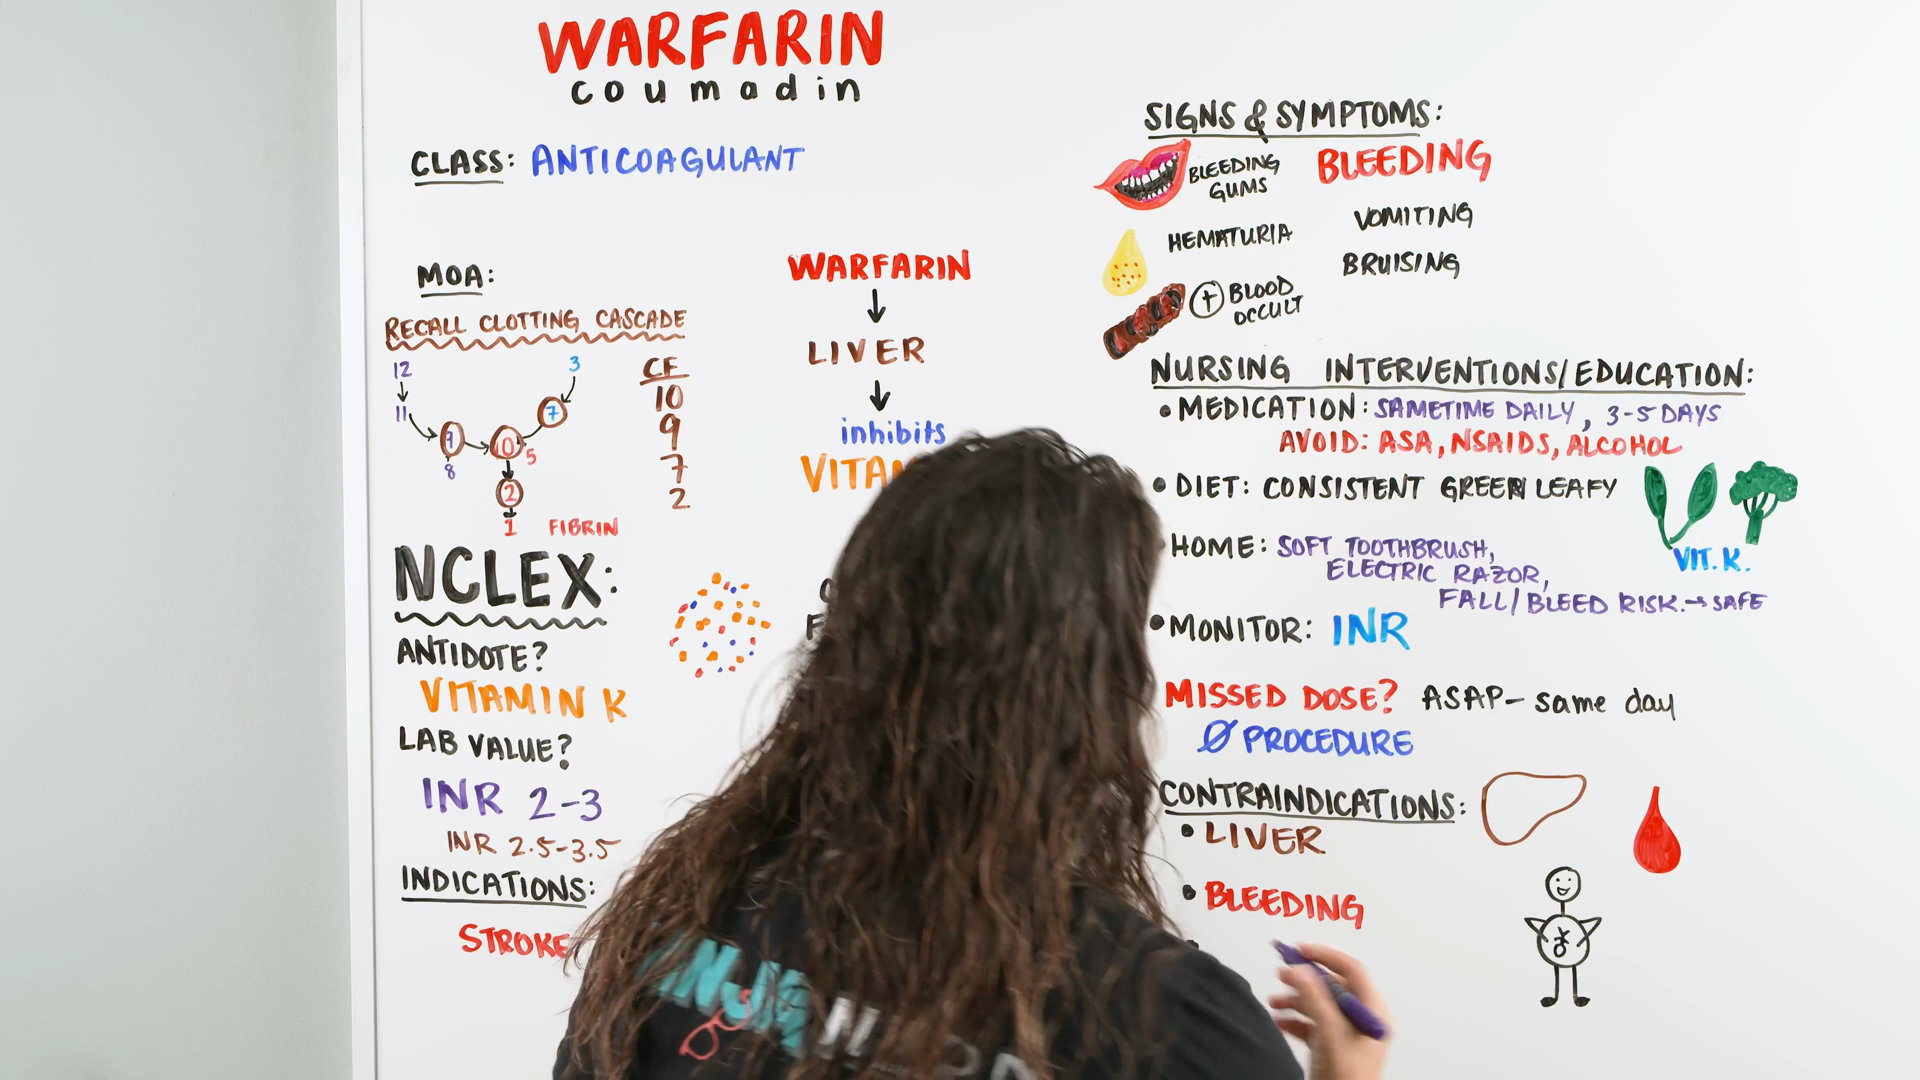 WARFARIN
coumadin
CLASS: ANTICOAGULANT
MOA:
RECALL CLOTTING CASCADE
12
3
11
7
9
10
8
5
2
1 FIBRIN
CF
10
9
7
2
WARFARIN
LIVER
inhibits
NCLEX:
ANTIDOTE?
VITAMIN K
LAB VALUE?
INR 2-3
INR 2.5-3.5
INDICATIONS:
STROKE
SIGNS & SYMPTOMS:
BLEEDING
GUMS
BLEEDING
HEMATURIA
VOMITING
BRUISING
+ BLOOD
OCCULT
NURSING INTERVENTIONS/EDUCATION:
• MEDICATION: SAMETIME DAILY, 3-5 DAYS
AVOID: ASA, NSAIDS, ALCOHOL
• DIET: CONSISTENT GREEN LEAFY
VIT. K.
HOME: SOFT TOOTHBRUSH,
ELECTRIC RAZOR,
FALL/BLEED RISK.→SAFE
• MONITOR: INR
MISSED DOSE? ASAP- same day
Ø PROCEDURE
CONTRAINDICATIONS:
• LIVER
• BLEEDING